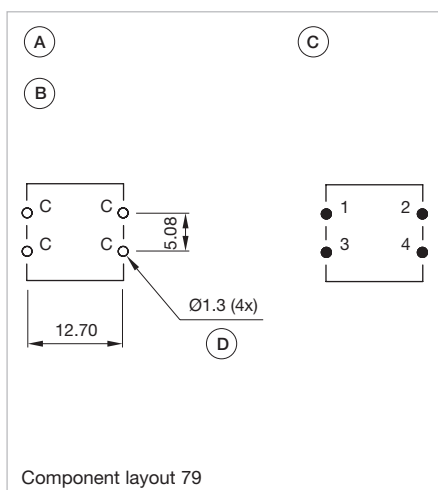 A
C
B
C C
1 2
5.08
C C
3 4
Ø1.3 (4x)
12.70
D
Component layout 79